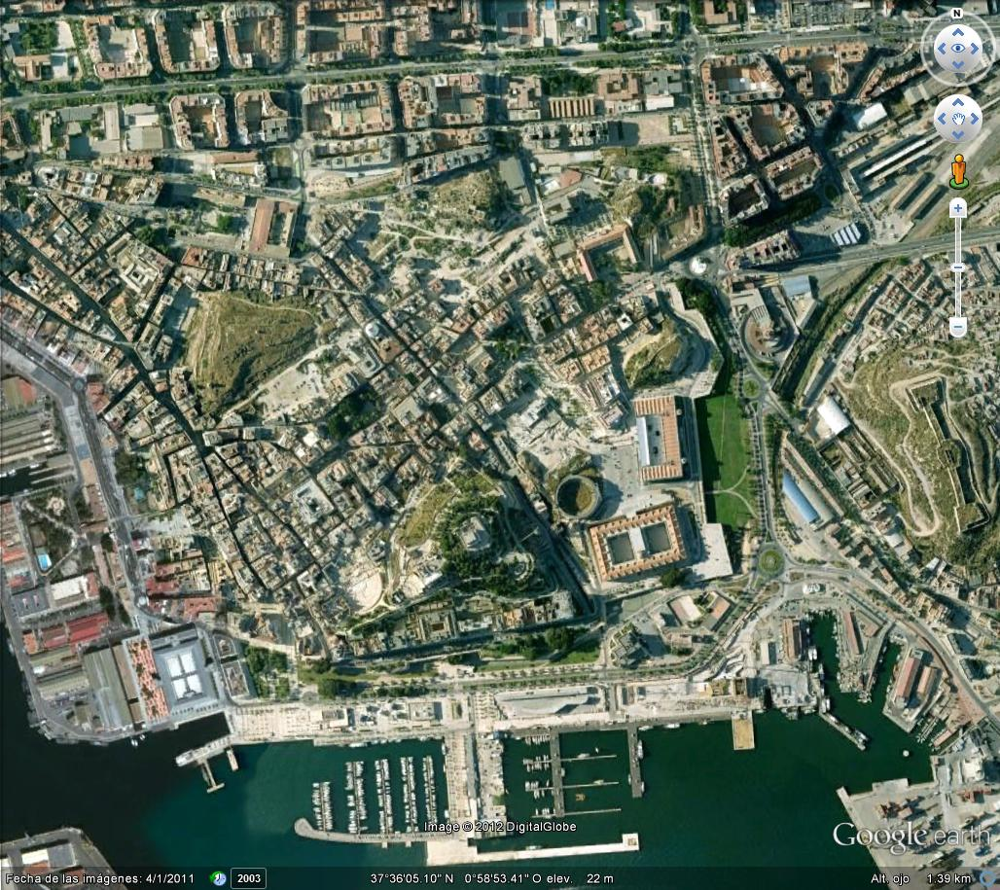 N
Image © 2012 DigitalGlobe
Google earth
Fecha de las imágenes: 4/1/2011 2003 37°36'05.10" N 0°58'53.41" O elev. 22 m Alt. ojo 1.39 km